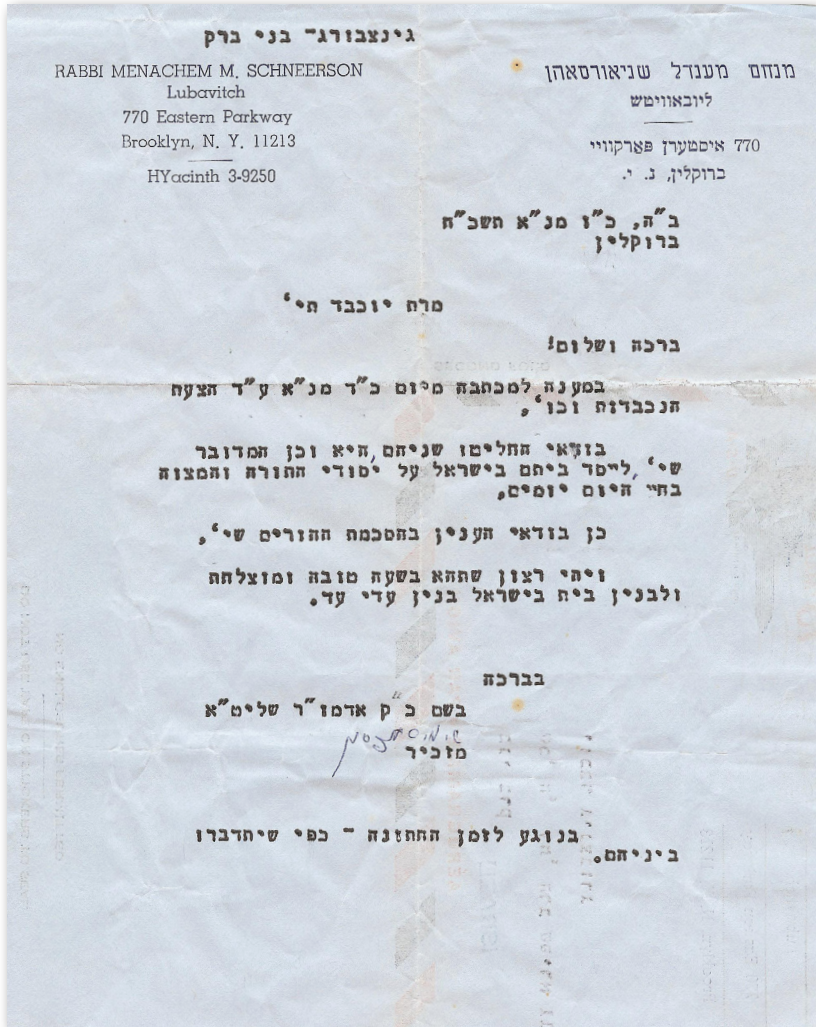 גינצבורג- בני ברק
RABBI MENACHEM M. SCHNEERSON
Lubavitch
770 Eastern Parkway
Brooklyn, N. Y. 11213
HYacinth 3-9250
מנחם מענדל שניאורסאהן
ליובאוויטש
770 איסטערן פארקוויי
ברוקלין, נ. י.
ב"ה, כ"ז מנ"א תשכ"ח
ברוקלין
מרת יוכבד תי'
ברכה ושלום!
במענה למכתבה מיום כ"ד מנ"א ע"ד הצעת
הנכבדות וכו',
בודאי החליטו שניהם, היא וכן המדובר
שי', לייסד ביתם בישראל על יסודי התורה והמצוה
בחיי היום יומים,
כן בודאי הענין בהסכמת ההורים שי',
ויהי רצון שתהא בשעה טובה ומוצלחת
ולבנין בית בישראל בנין עדי עד.
בברכה
בשם כ"ק אדמו"ר שליט"א
מזכיר
בנוגע לזמן החתונה - כפי שיתדברו
ביניהם.